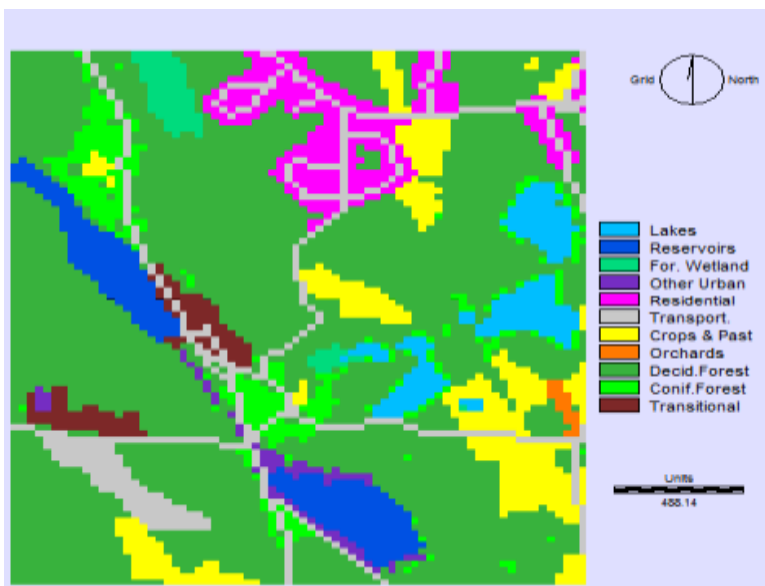 Grid North
Lakes
Reservoirs
For. Wetland
Other Urban
Residential
Transport.
Crops & Past
Orchards
Decid.Forest
Conif.Forest
Transitional
Units
488.14